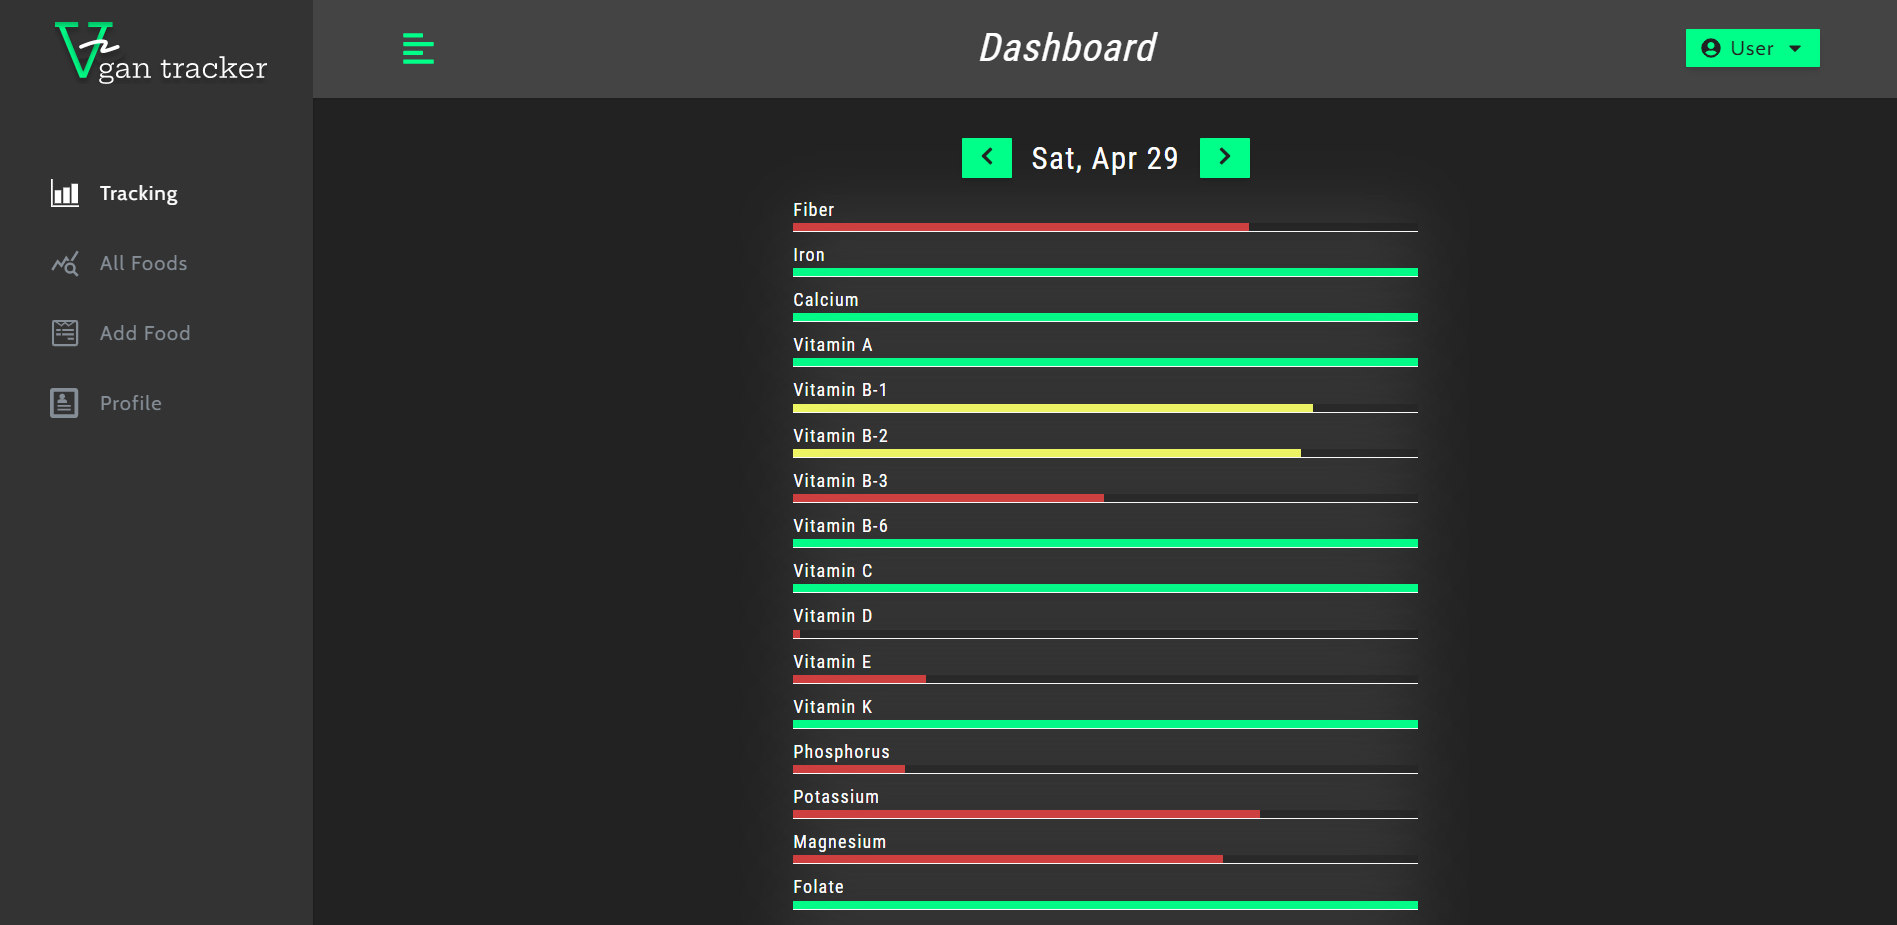 Vgan tracker
Dashboard
User
Tracking
All Foods
Add Food
Profile
Sat, Apr 29
Fiber
Iron
Calcium
Vitamin A
Vitamin B-1
Vitamin B-2
Vitamin B-3
Vitamin B-6
Vitamin C
Vitamin D
Vitamin E
Vitamin K
Phosphorus
Potassium
Magnesium
Folate